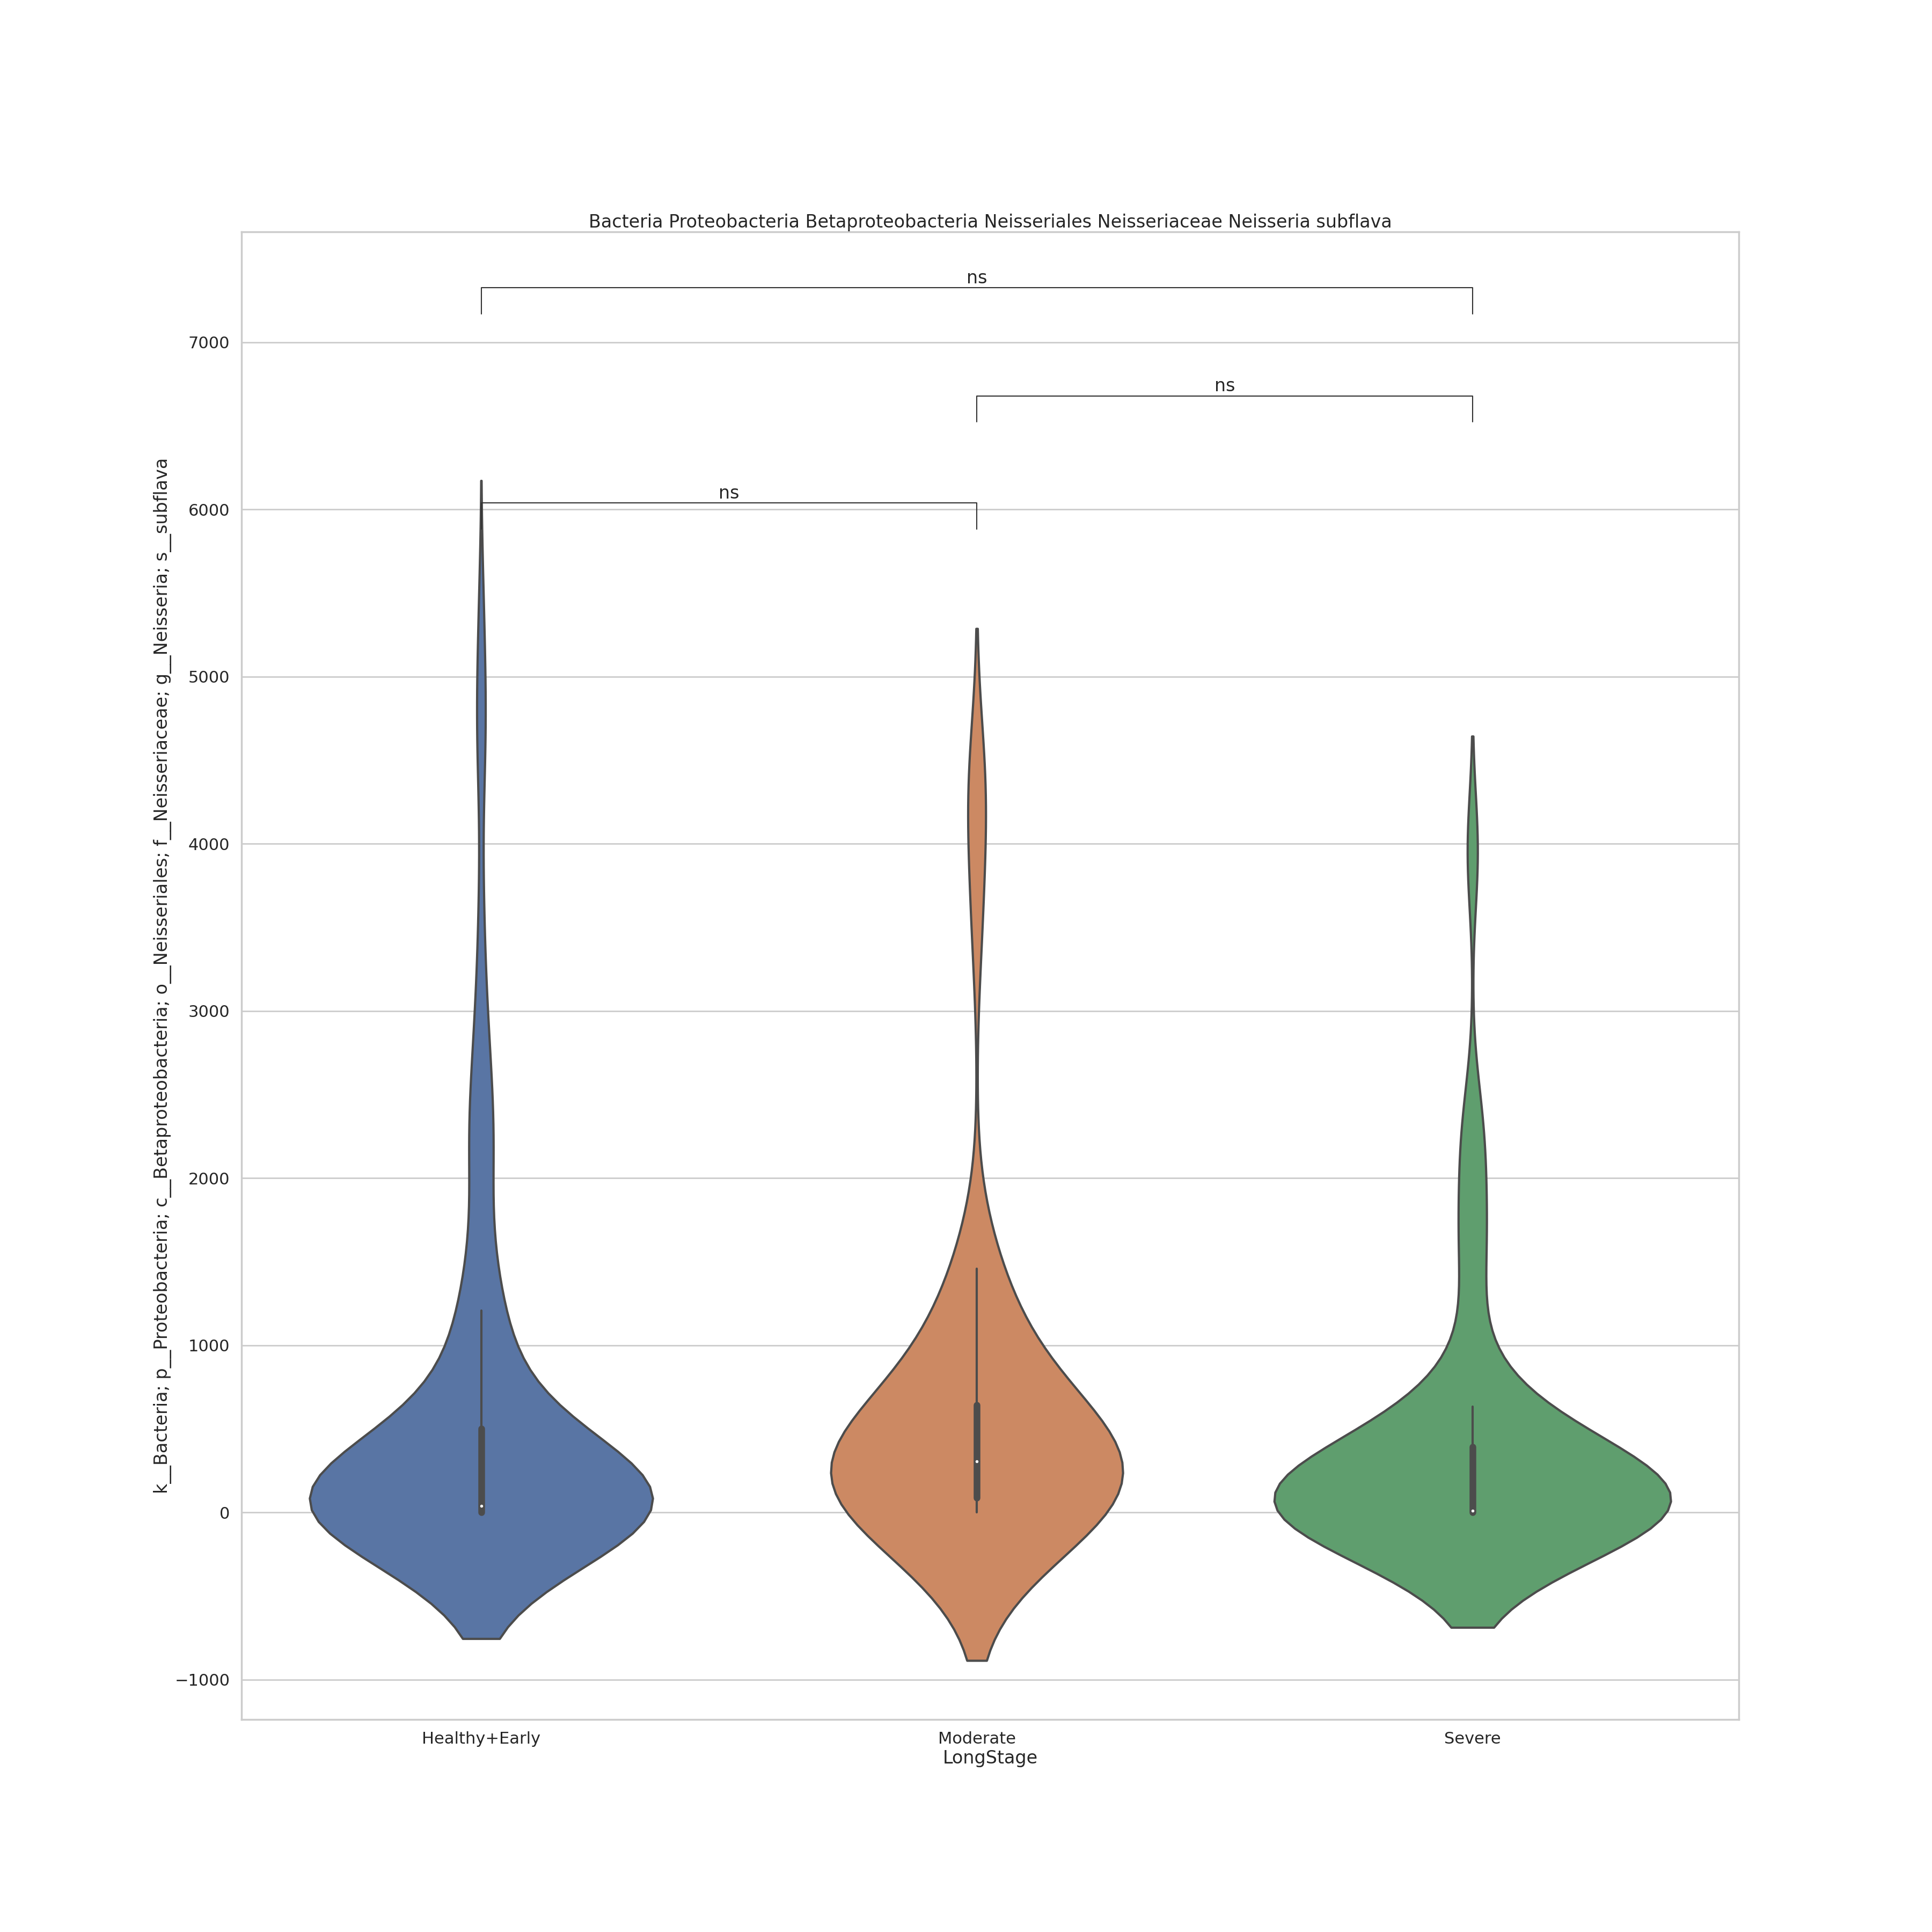 Bacteria Proteobacteria Betaproteobacteria Neisseriales Neisseriaceae Neisseria subflava
ns
ns
ns
k__Bacteria; p__Proteobacteria; c__Betaproteobacteria; o__Neisseriales; f__Neisseriaceae; g__Neisseria; s__subflava
7000
6000
5000
4000
3000
2000
1000
0
−1000
Healthy+Early Moderate Severe
LongStage